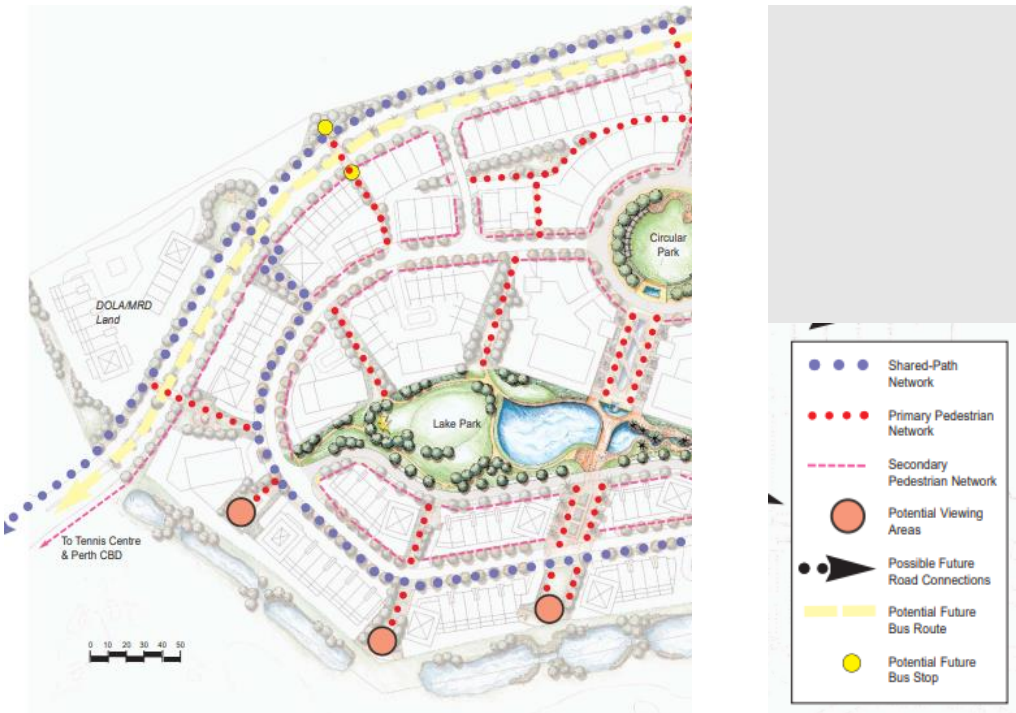 Circular
Park
DOLA/MRD
Land
Lake Park
To Tennis Centre
& Perth CBD
0 10 20 30 40 50
Shared-Path
Network
Primary Pedestrian
Network
Secondary
Pedestrian Network
Potential Viewing
Areas
Possible Future
Road Connections
Potential Future
Bus Route
Potential Future
Bus Stop